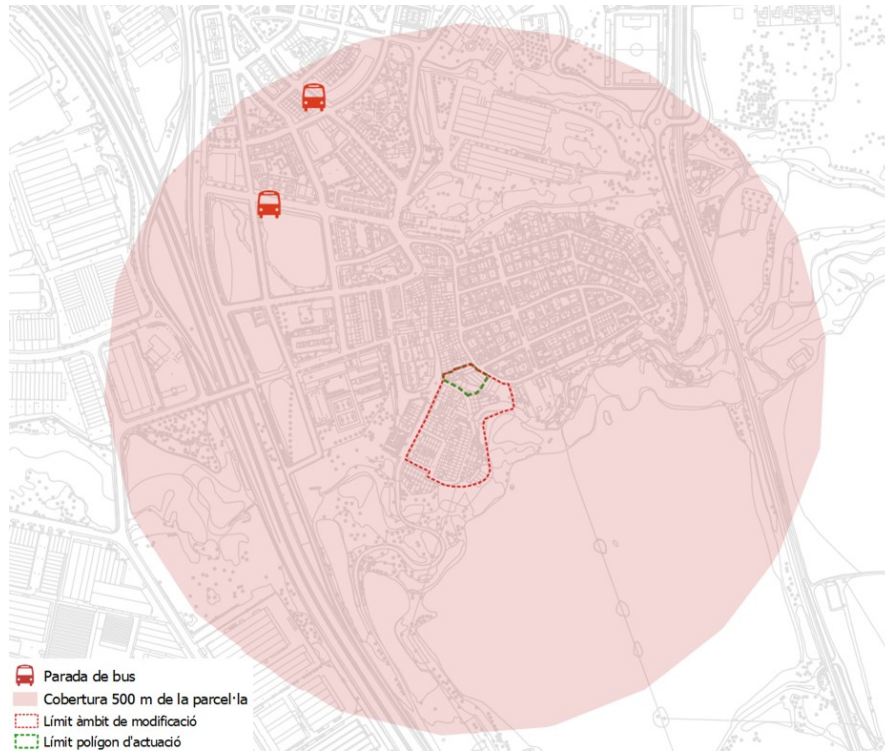 Parada de bus
Cobertura 500 m de la parcel·la
Límit àmbit de modificació
Límit polígon d'actuació